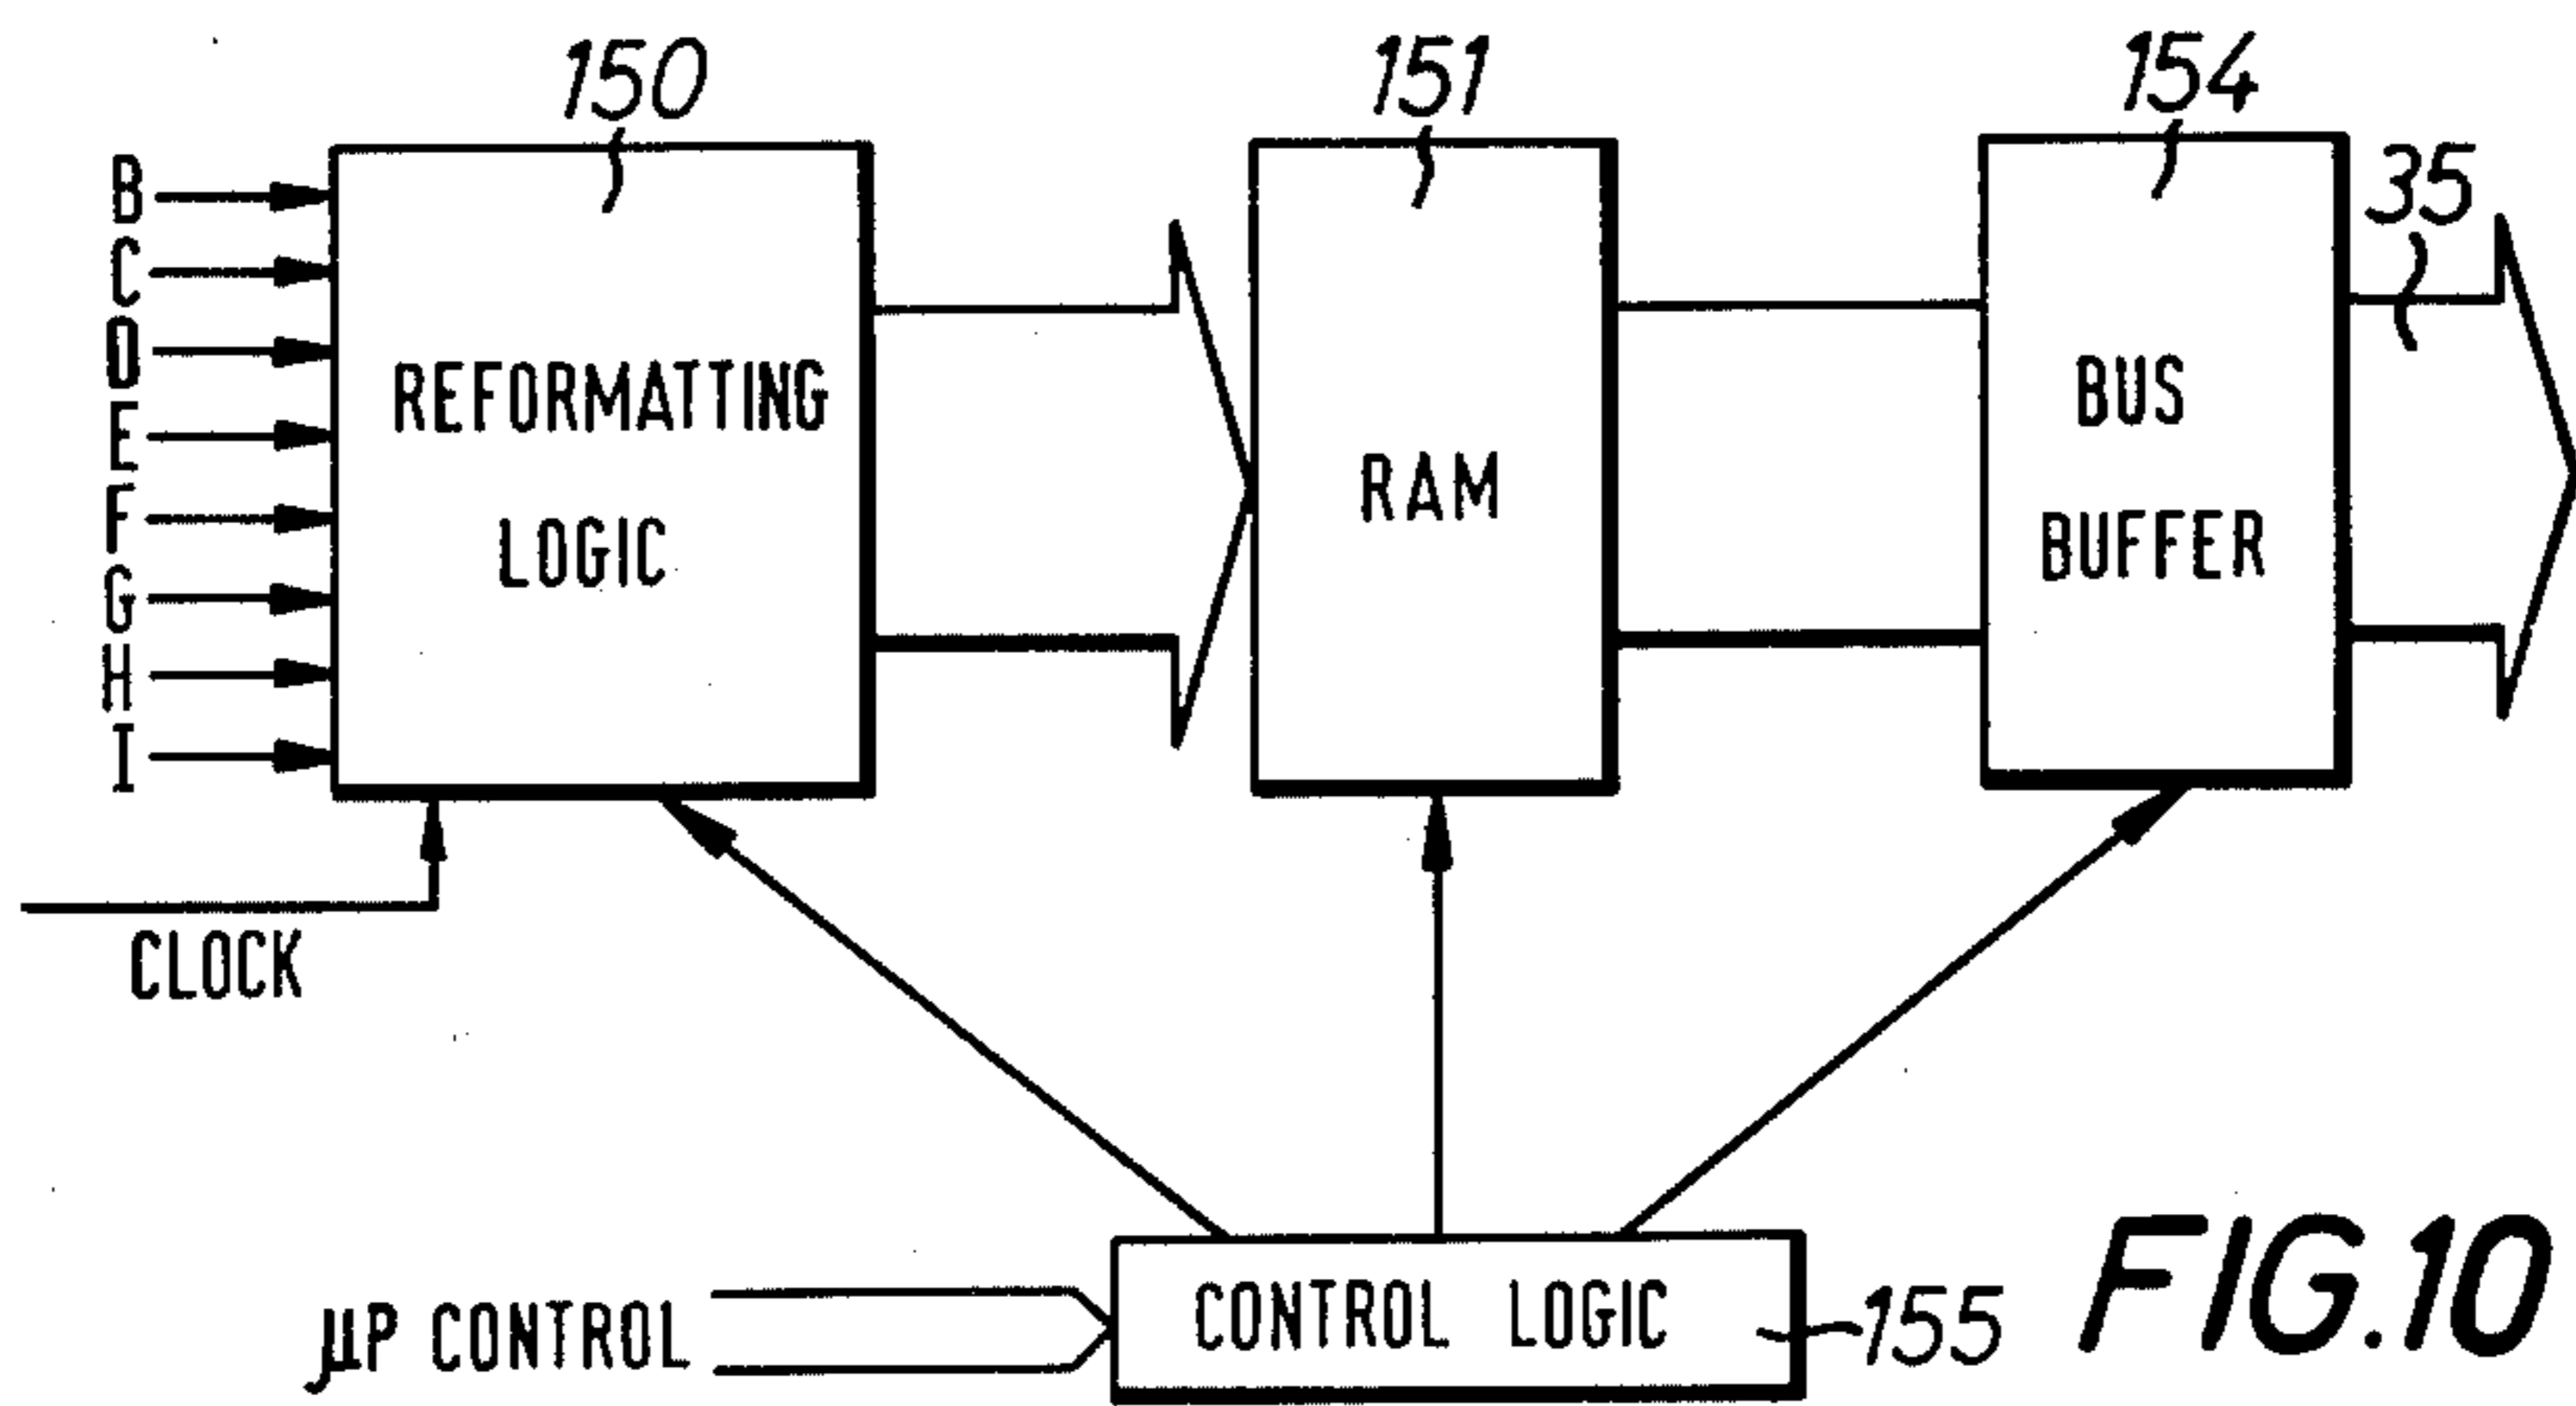 150
151
154
35
B
C
D
E
F
G
H
I
REFORMATTING
LOGIC
RAM
BUS
BUFFER
CLOCK
µP CONTROL
CONTROL LOGIC
155
FIG.10